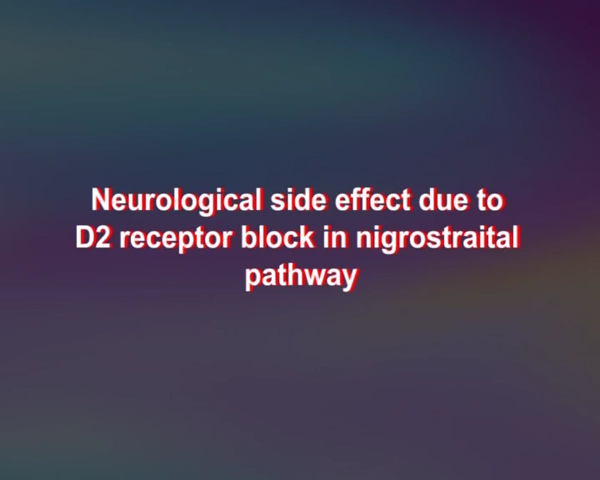 Neurological side effect due to
D2 receptor block in nigrostraital
pathway